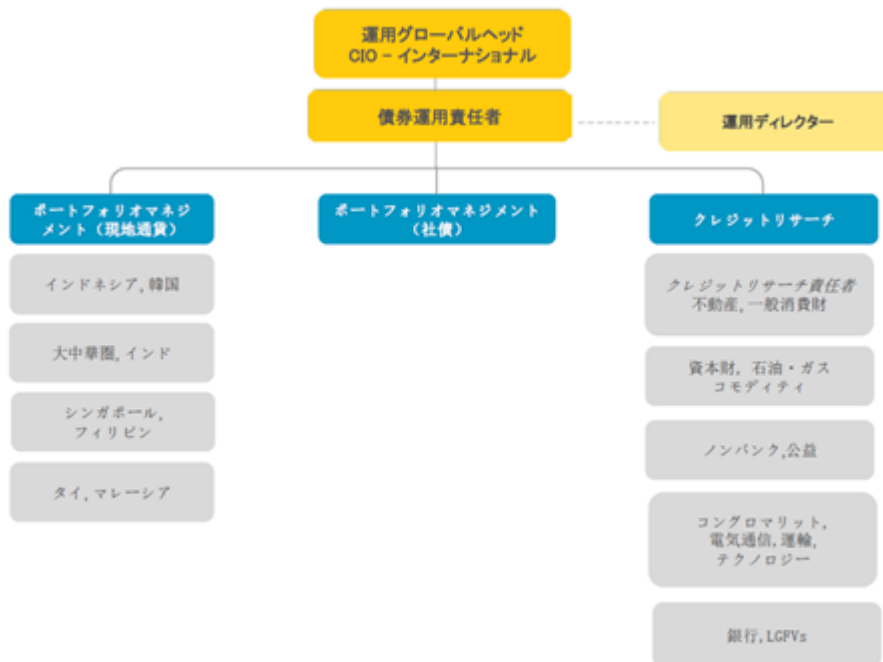 運用グローバルヘッド
CIO – インターナショナル
債券運用責任者
運用ディレクター
ポートフォリオマネジ
メント（現地通貨）
ポートフォリオマネジメント
（社債）
クレジットリサーチ
インドネシア, 韓国
大中華圏, インド
シンガポール,
フィリピン
タイ, マレーシア
クレジットリサーチ責任者
不動産, 一般消費財
資本財, 石油・ガス
コモディティ
ノンバンク,公益
コングロマリット,
電気通信, 運輸,
テクノロジー
銀行, LGFVs